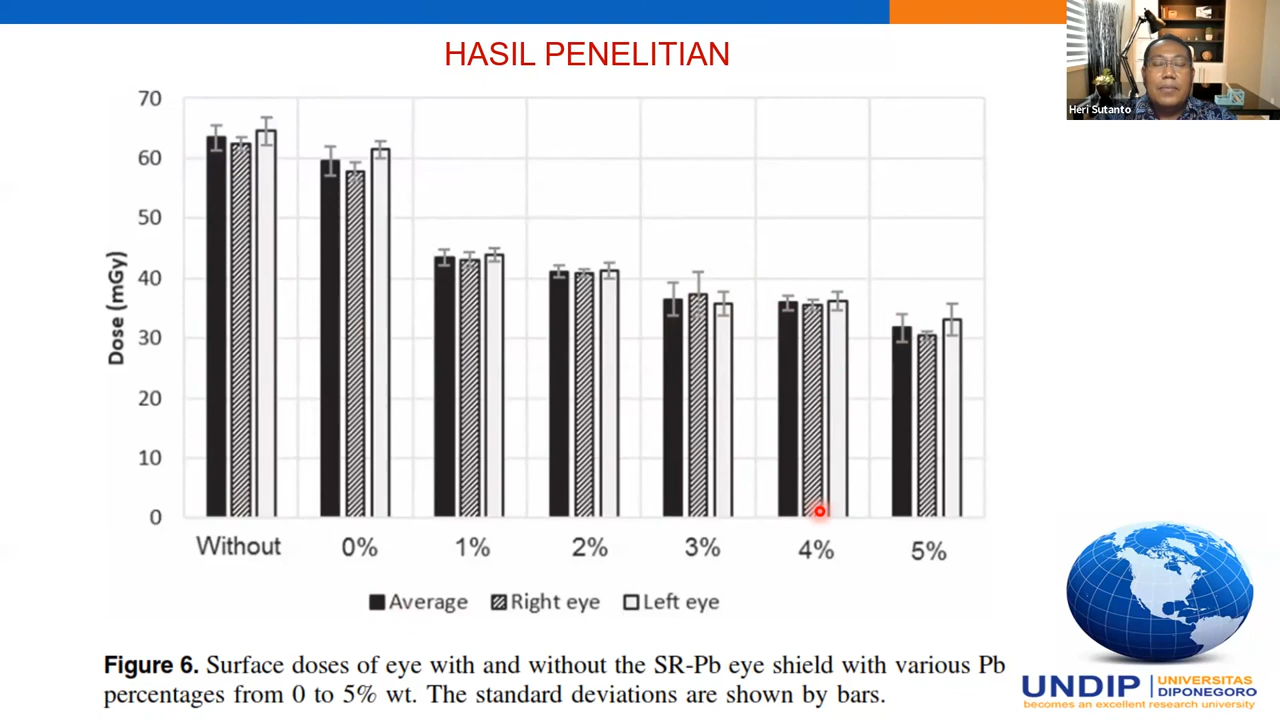 HASIL PENELITIAN
Heri Sutanto
70
60
50
40
30
20
10
0
Dose (mGy)
Without 0% 1% 2% 3% 4% 5%
Average Right eye Left eye
Figure 6. Surface doses of eye with and without the SR-Pb eye shield with various Pb
percentages from 0 to 5% wt. The standard deviations are shown by bars.
UNDIP UNIVERSITAS
DIPONEGORO
becomes an excellent research university